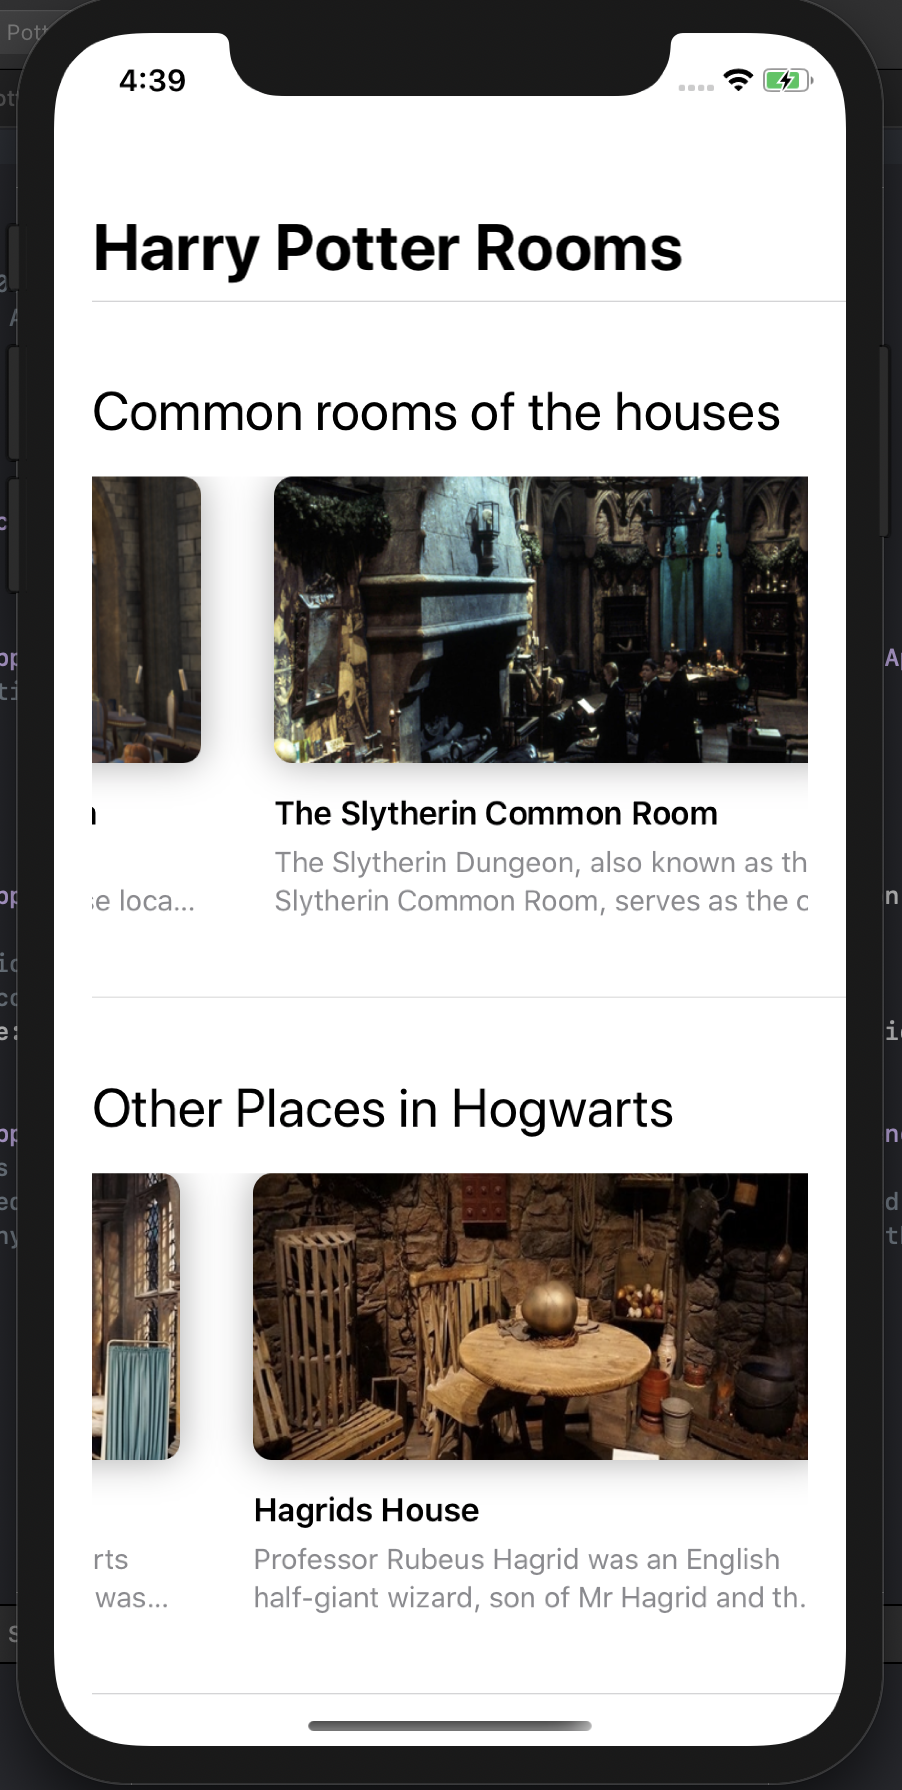 4:39
Harry Potter Rooms
Common rooms of the houses
The Slytherin Common Room
The Slytherin Dungeon, also known as th
se loca...
Slytherin Common Room, serves as the c
Other Places in Hogwarts
Hagrids House
rts
Professor Rubeus Hagrid was an English
was...
half-giant wizard, son of Mr Hagrid and th.